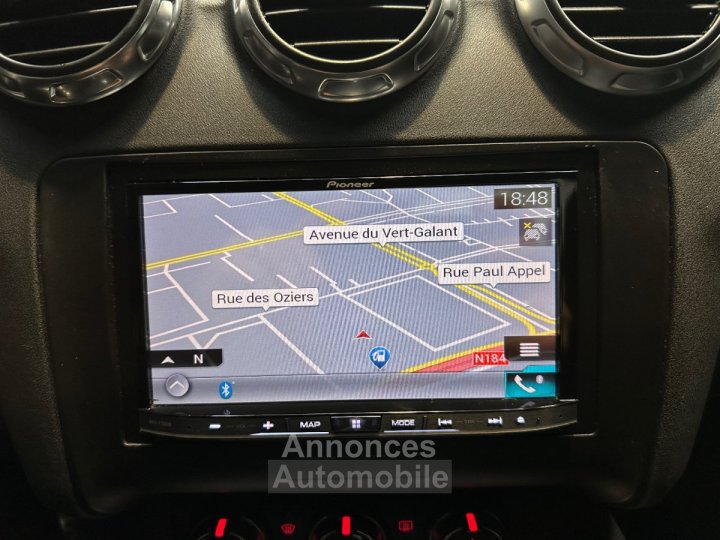 Pioneer
18:48
Avenue du Vert-Galant
Rue Paul Appel
Rue des Oziers
N184
N
MAP
MODE
Annonces
Automobile